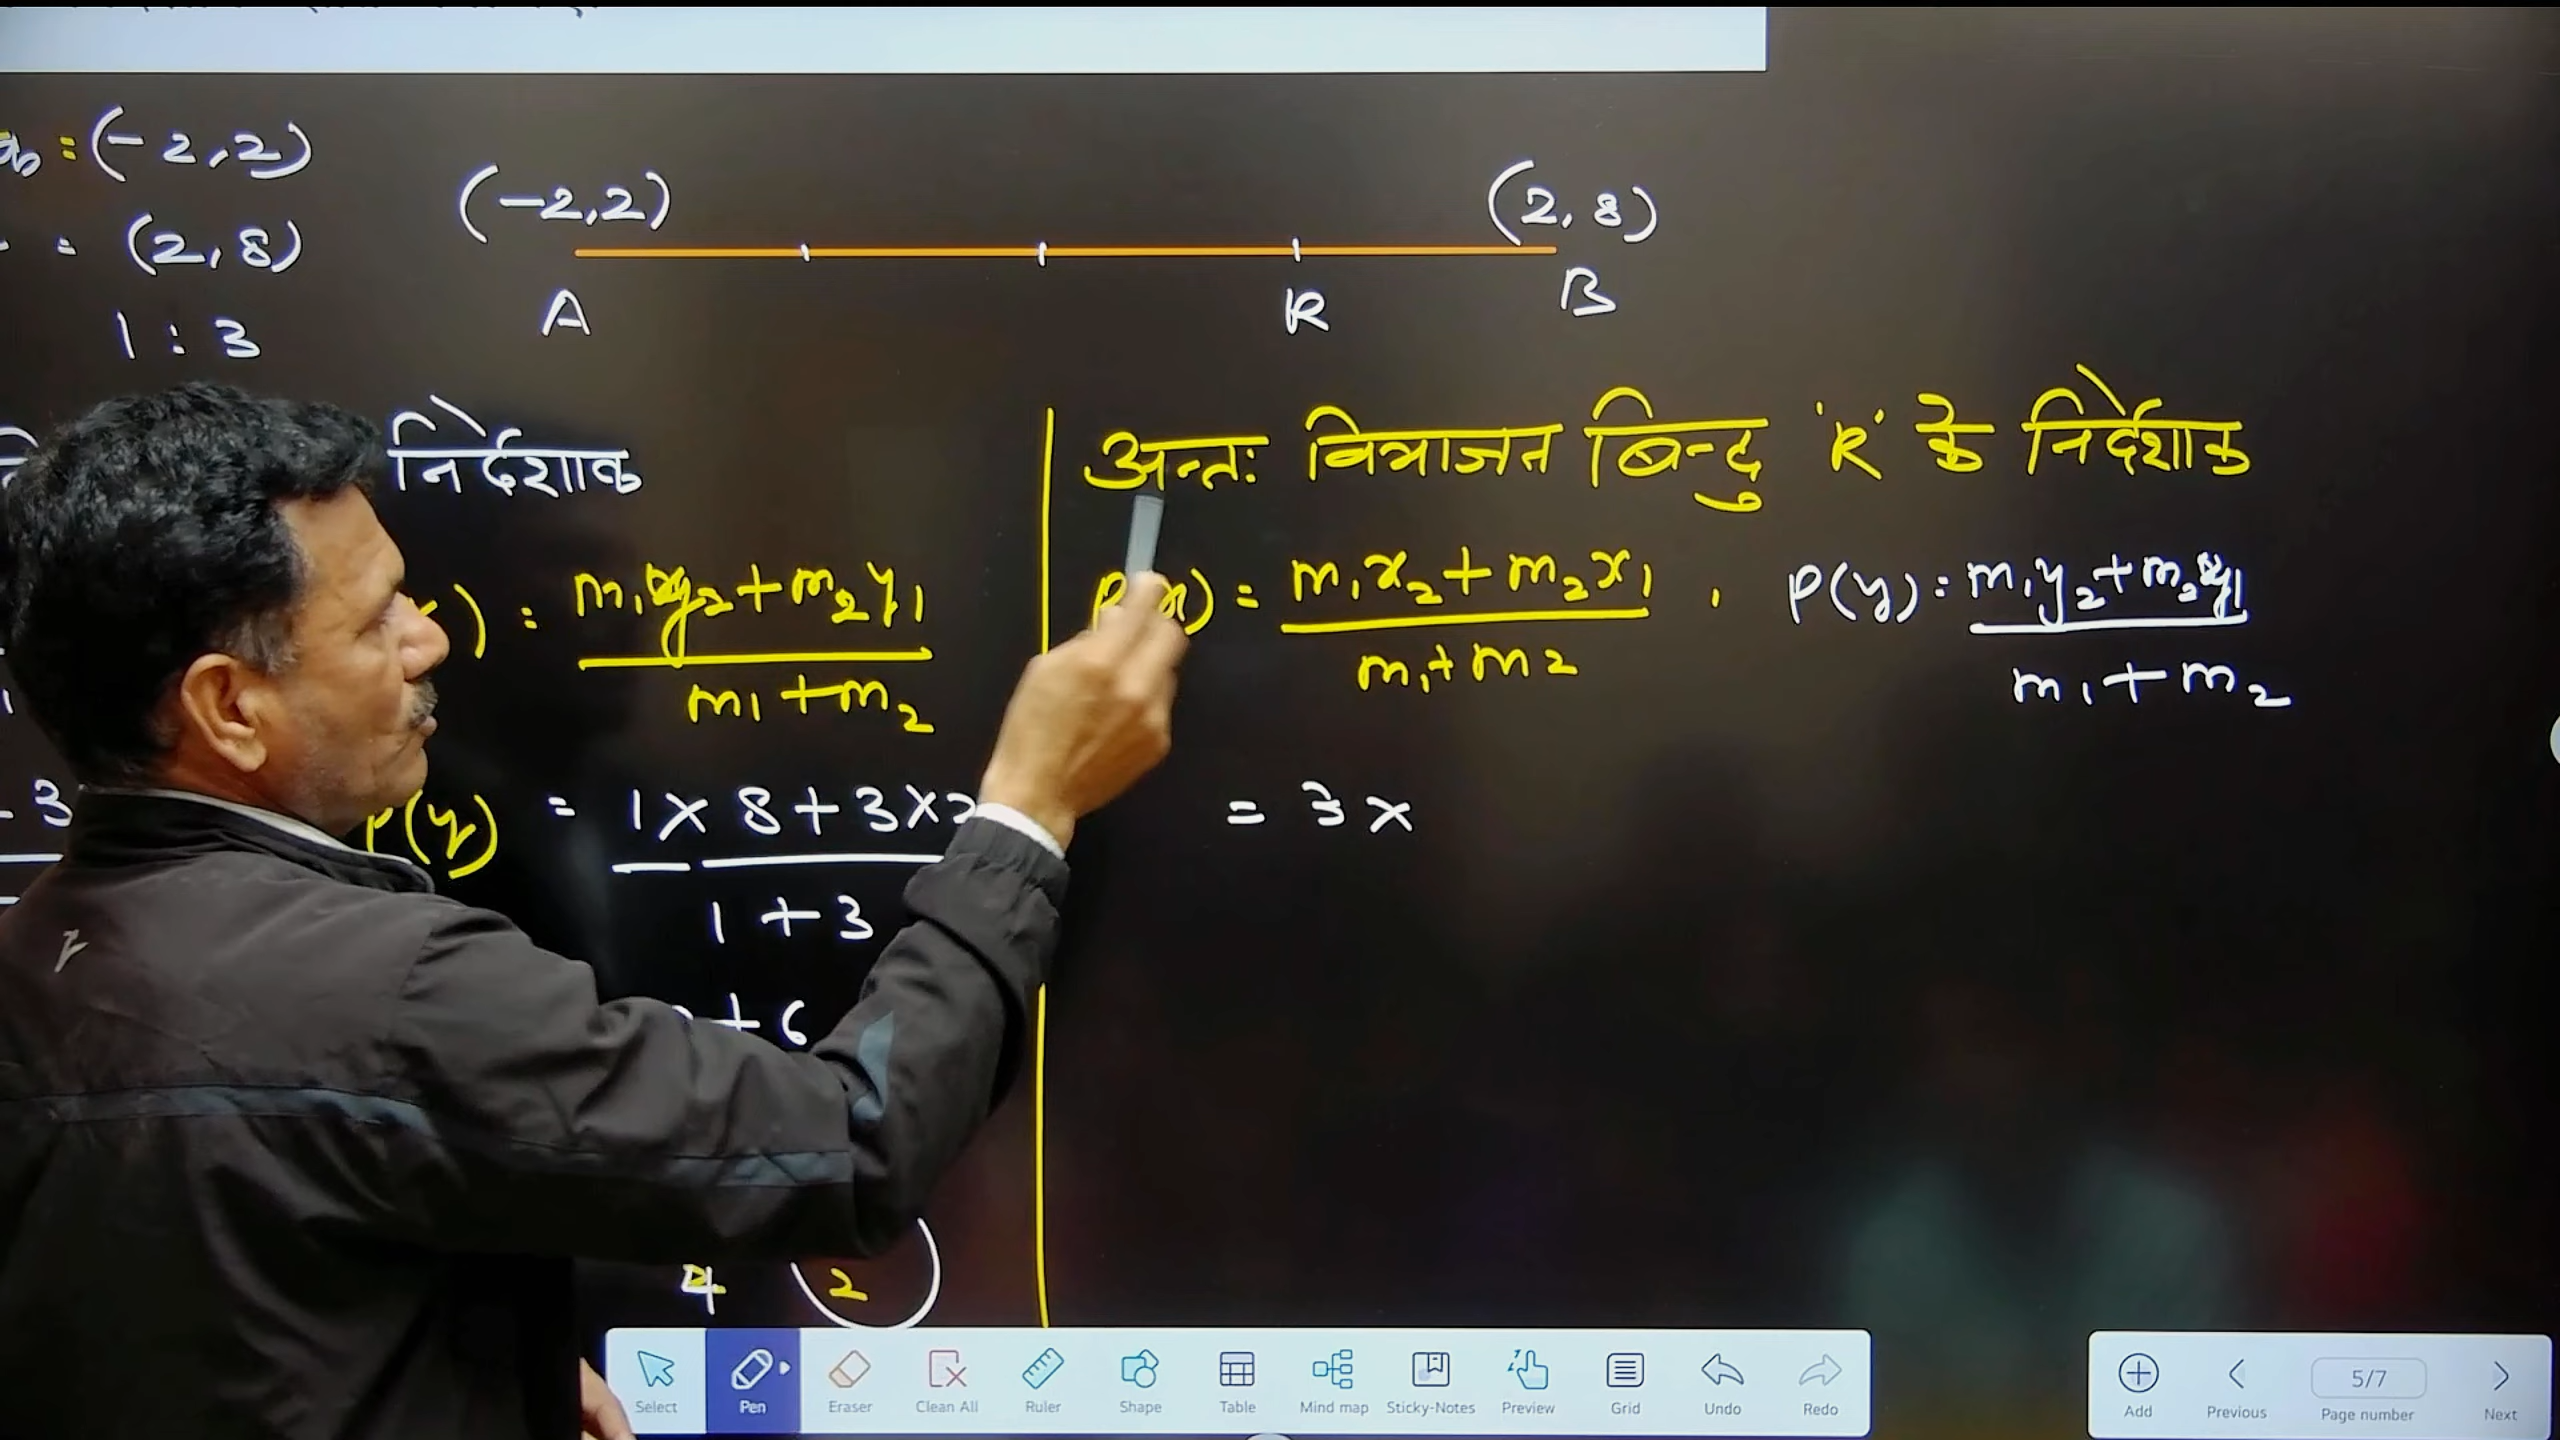 : (-2,2)
= (2,8)
1 : 3
(-2,2) (2,8)
A R B
निर्देशांक
m₁y₂+m₂y₁
m₁+m₂
P(y) = 1×8+3×2
1+3
+6
4 2
अन्तः विभाजन बिन्दु 'R' के निर्देशांक
P(x) = m₁x₂+m₂x₁ , P(y) = m₁y₂+m₂y₁
m₁+m₂ m₁+m₂
= 3×
Select Pen Eraser Clean All Ruler Shape Table Mind map Sticky-Notes Preview Grid Undo Redo
Add Previous 5/7 Page number Next